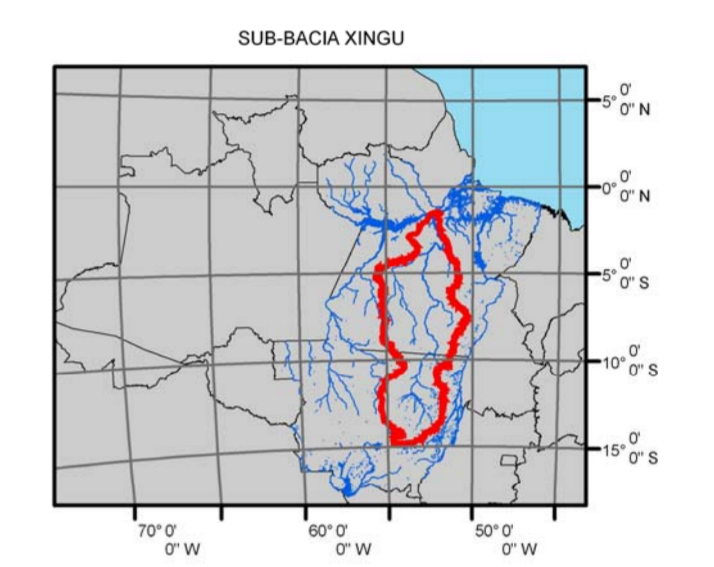 SUB-BACIA XINGU
5° 0' 0" N
0° 0' 0" N
5° 0' 0" S
10° 0' 0" S
15° 0' 0" S
70° 0' 0" W
60° 0' 0" W
50° 0' 0" W